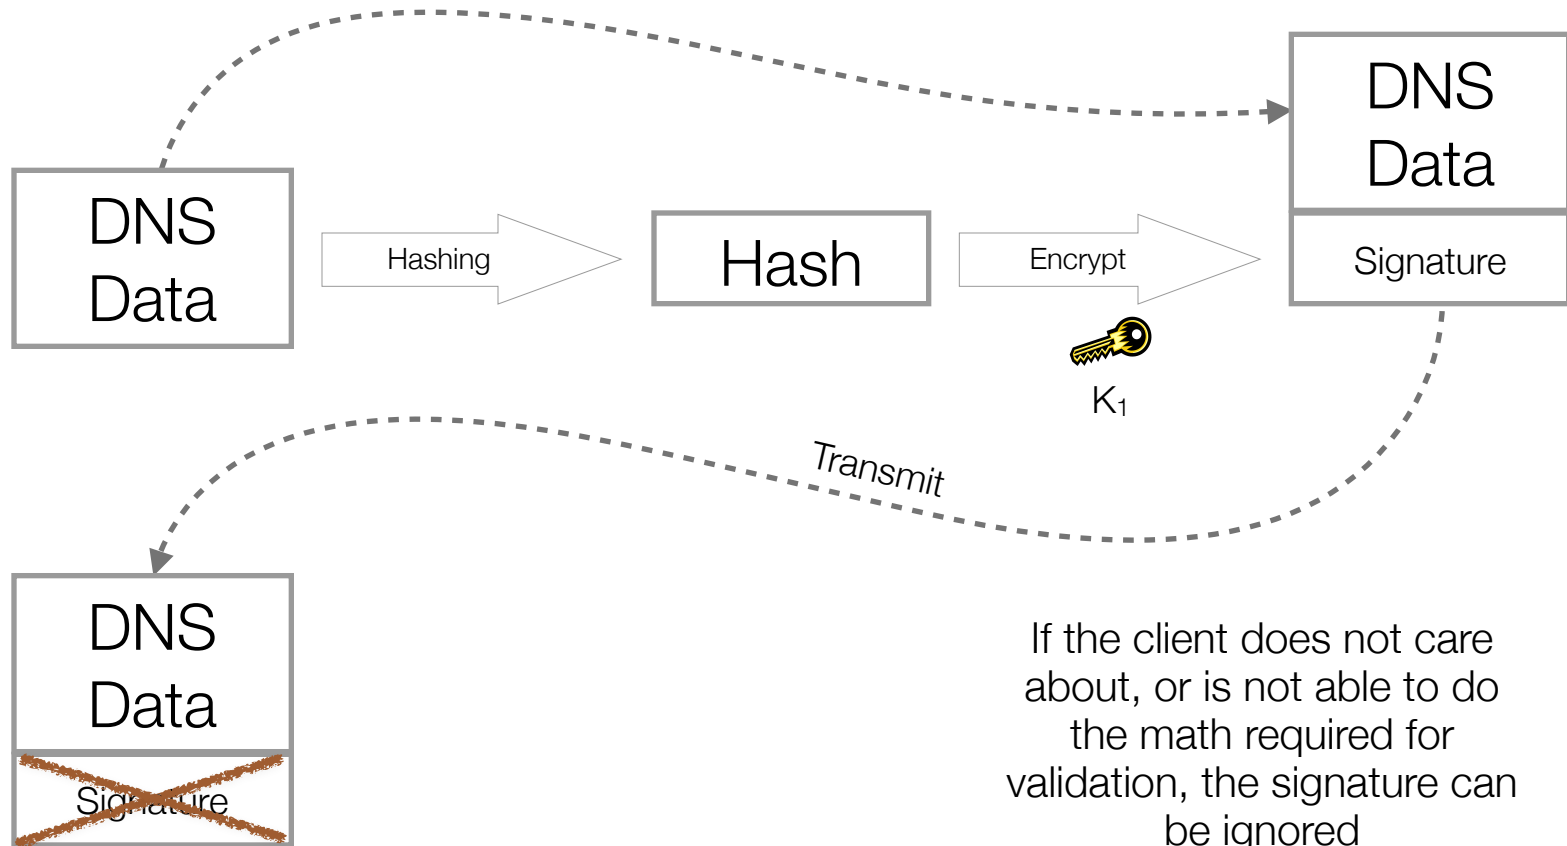 DNS
Data
Hashing
Hash
Encrypt
K₁
DNS
Data
Signature
Transmit
DNS
Data
Signature
If the client does not care
about, or is not able to do
the math required for
validation, the signature can
be ignored